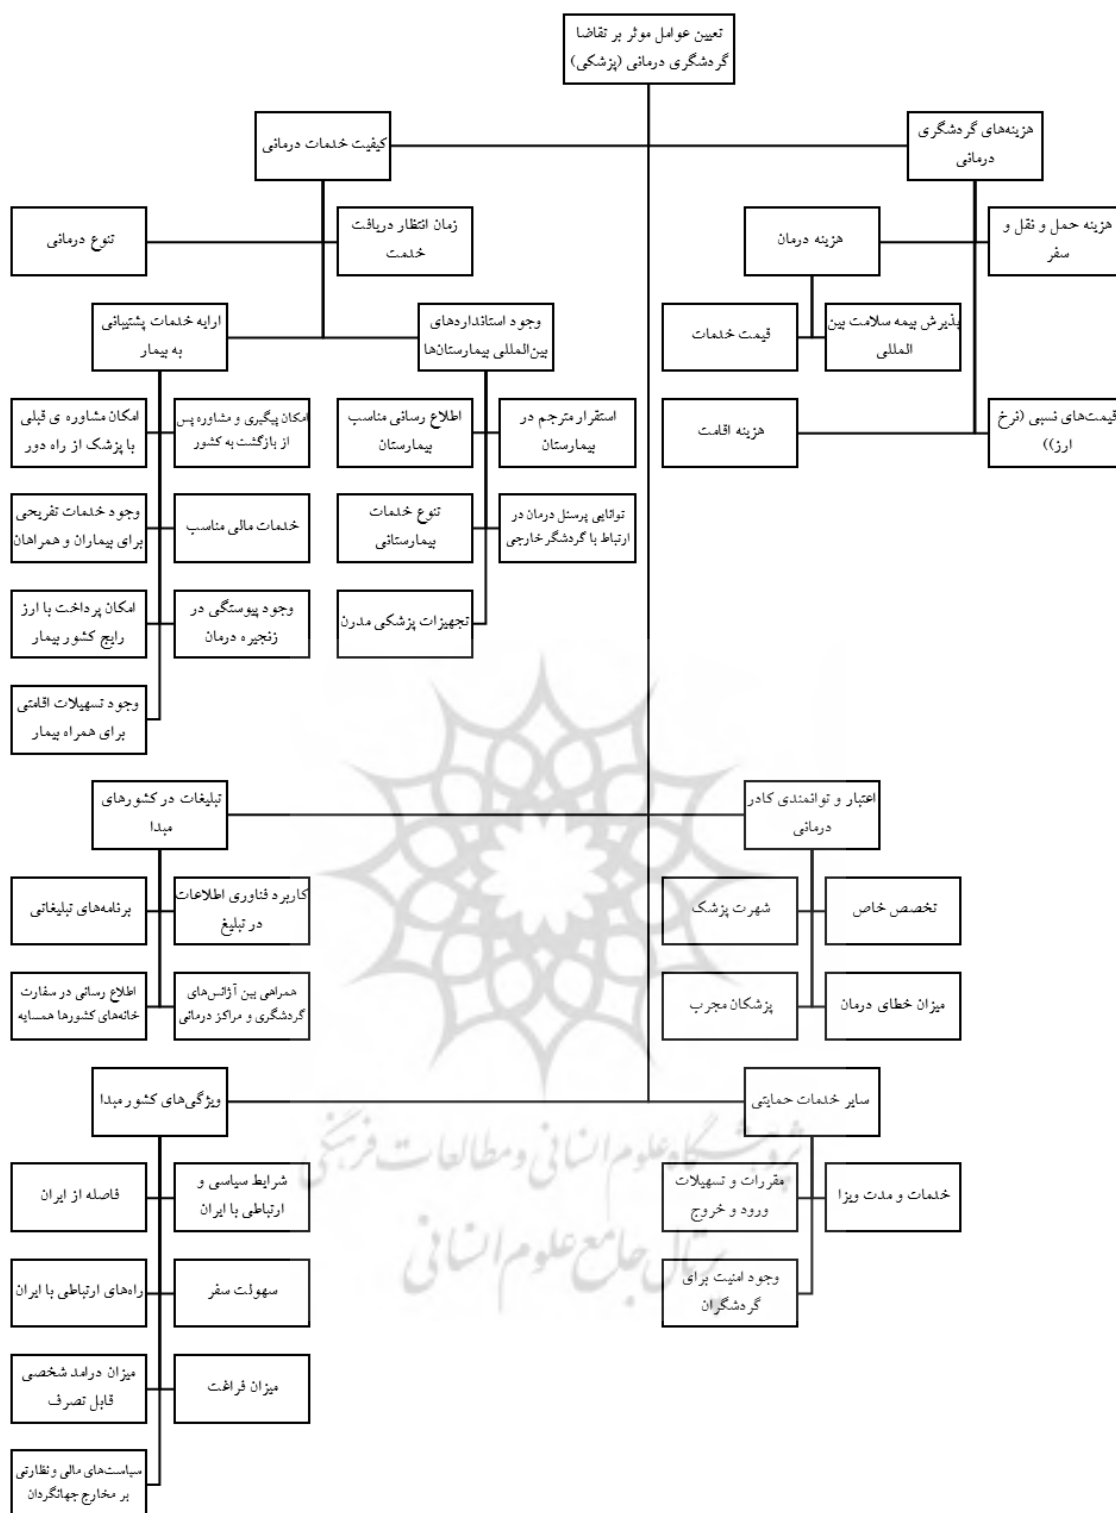 تعیین عوامل موثر بر تقاضا
گردشگری درمانی (پزشکی)
هزینه‌های گردشگری
درمانی
کیفیت خدمات درمانی
هزینه حمل و نقل و
سفر
هزینه درمان
زمان انتظار دریافت
خدمت
تنوع درمانی
پذیرش بیمه سلامت بین
المللی
قیمت خدمات
وجود استانداردهای
بین‌المللی بیمارستان‌ها
ارایه خدمات پشتیبانی
به بیمار
قیمت‌های نسبی (نرخ
ارز))
هزینه اقامت
استقرار مترجم در
بیمارستان
اطلاع رسانی مناسب
بیمارستان
امکان پیگیری و مشاوره پس
از بازگشت به کشور
امکان مشاوره ی قبلی
با پزشک از راه دور
توانایی پرسنل درمان در
ارتباط با گردشگر خارجی
تنوع خدمات
بیمارستانی
خدمات مالی مناسب
وجود خدمات تفریحی
برای بیماران و همراهان
تجهیزات پزشکی مدرن
وجود پیوستگی در
زنجیره درمان
امکان پرداخت با ارز
رایج کشور بیمار
وجود تسهیلات اقامتی
برای همراه بیمار
اعتبار و توانمندی کادر
درمانی
تبلیغات در کشورهای
مبدا
تخصص خاص
شهرت پزشک
کاربرد فناوری اطلاعات
در تبلیغ
برنامه‌های تبلیغاتی
میزان خطای درمان
پزشکان مجرب
همراهی بین آژانس‌های
گردشگری و مراکز درمانی
اطلاع رسانی در سفارت
خانه‌های کشورها همسایه
سایر خدمات حمایتی
ویژگی‌های کشور مبدا
پژوهشگاه علوم انسانی و مطالعات فرهنگی
خدمات و مدت ویزا
مقررات و تسهیلات
ورود و خروج
شرایط سیاسی و
ارتباطی با ایران
فاصله از ایران
پرتال جامع علوم انسانی
وجود امنیت برای
گردشگران
سهولت سفر
راه‌های ارتباطی با ایران
میزان فراغت
میزان درامد شخصی
قابل تصرف
سیاست‌های مالی و نظارتی
بر مخارج جهانگردان